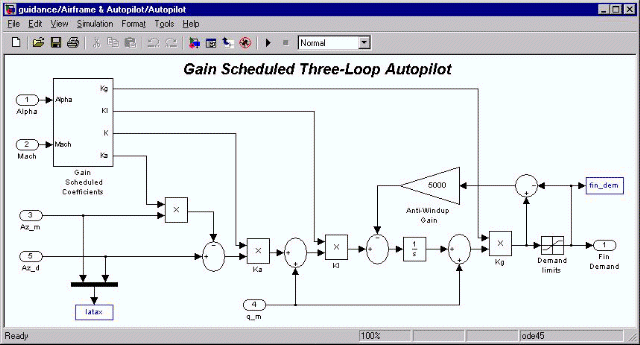 guidance/Airframe & Autopilot/Autopilot
File Edit View Simulation Format Tools Help
Normal
Gain Scheduled Three-Loop Autopilot
1
Alpha
2
Mach
Alpha
Mach
Kg
KI
K
Ka
Gain
Scheduled
Coefficients
3
Az_m
5
Az_d
latax
×
+
−
×
Ka
+
+
4
q_m
×
KI
−
+
1
s
5000
Anti-Windup
Gain
+
+
×
Kg
+
−
Demand
limits
fin_dem
1
Fin
Demand
Ready
100%
ode45